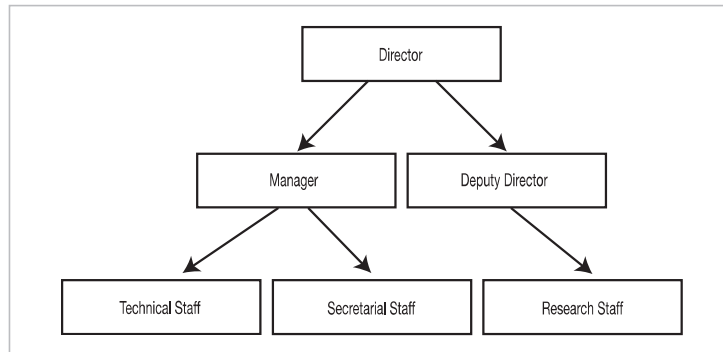 Director
Manager
Deputy Director
Technical Staff
Secretarial Staff
Research Staff